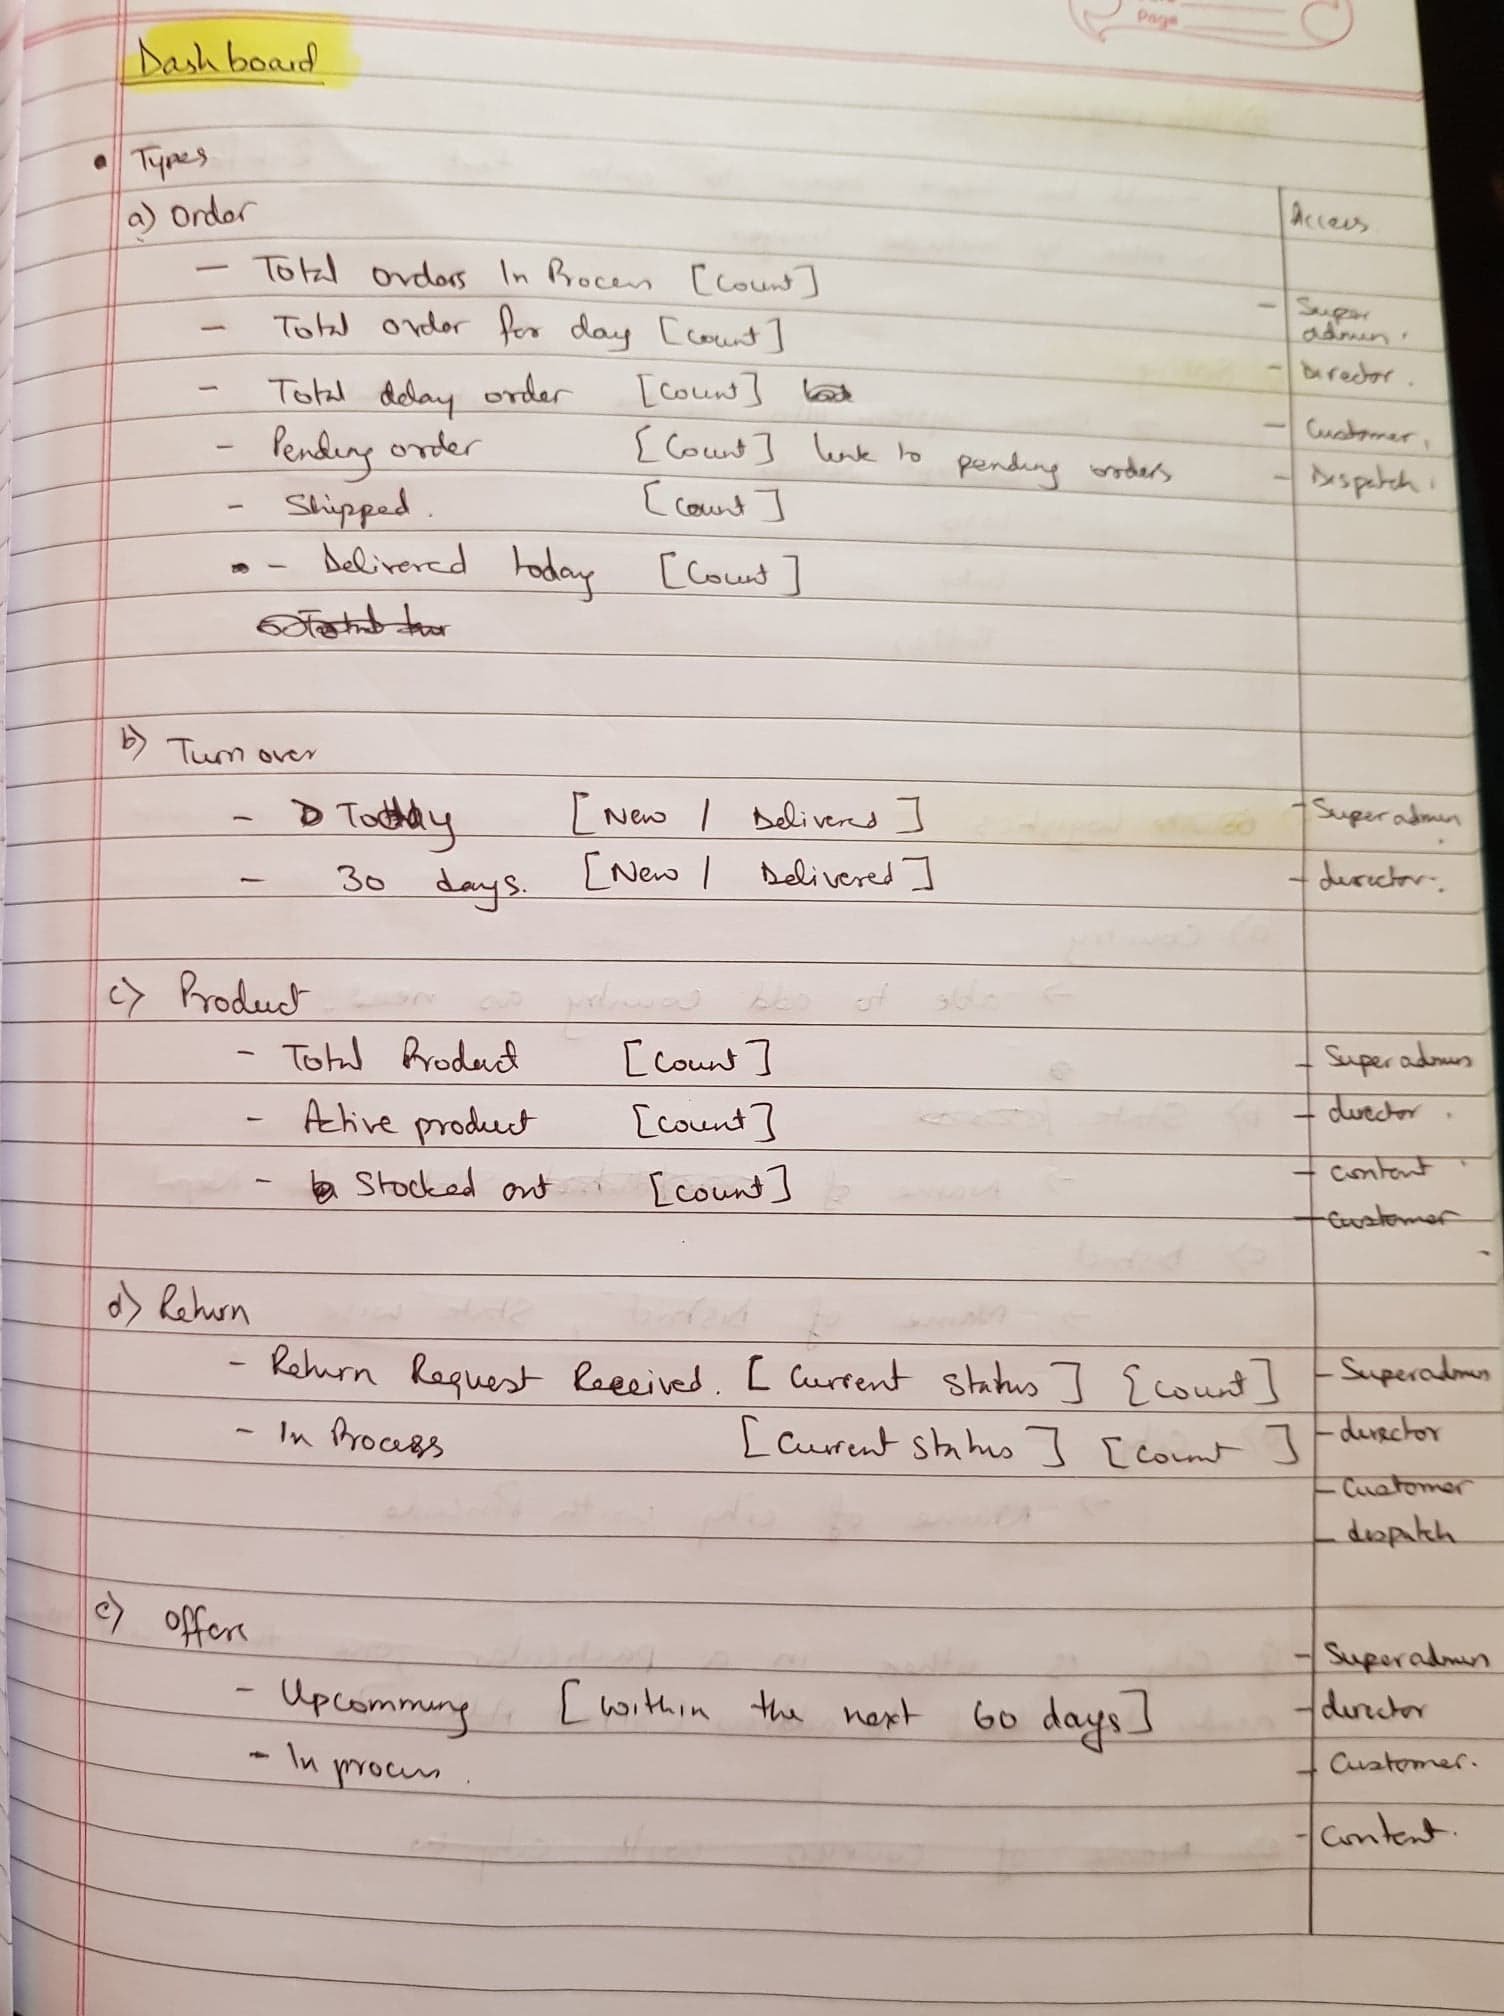 Page
Dashboard
• Types
Access
a) Order
- Total orders In Process [Count]
- Super admin.
- Total order for day [Count]
- Director.
- Total delay order [Count]
- Customer,
- Pending order [Count] link to pending orders
- Dispatch.
- Shipped. [Count]
- Delivered today [Count]
b) Turn over
- Today [New / Delivered]
- Superadmin
- 30 days. [New / Delivered]
- director.
c) Product
- Total Product [Count]
- Superadmin
- Active product [Count]
- director.
- Stocked out [Count]
- content
- customer
d) Return
- Return Request Received. [Current status] [Count]
- Superadmin
- In Process [Current status] [Count]
- director
- Customer
- dispatch
e) Offers
- Superadmin
- Upcomming [within the next 60 days]
- director
- In process.
- Customer.
- Content.